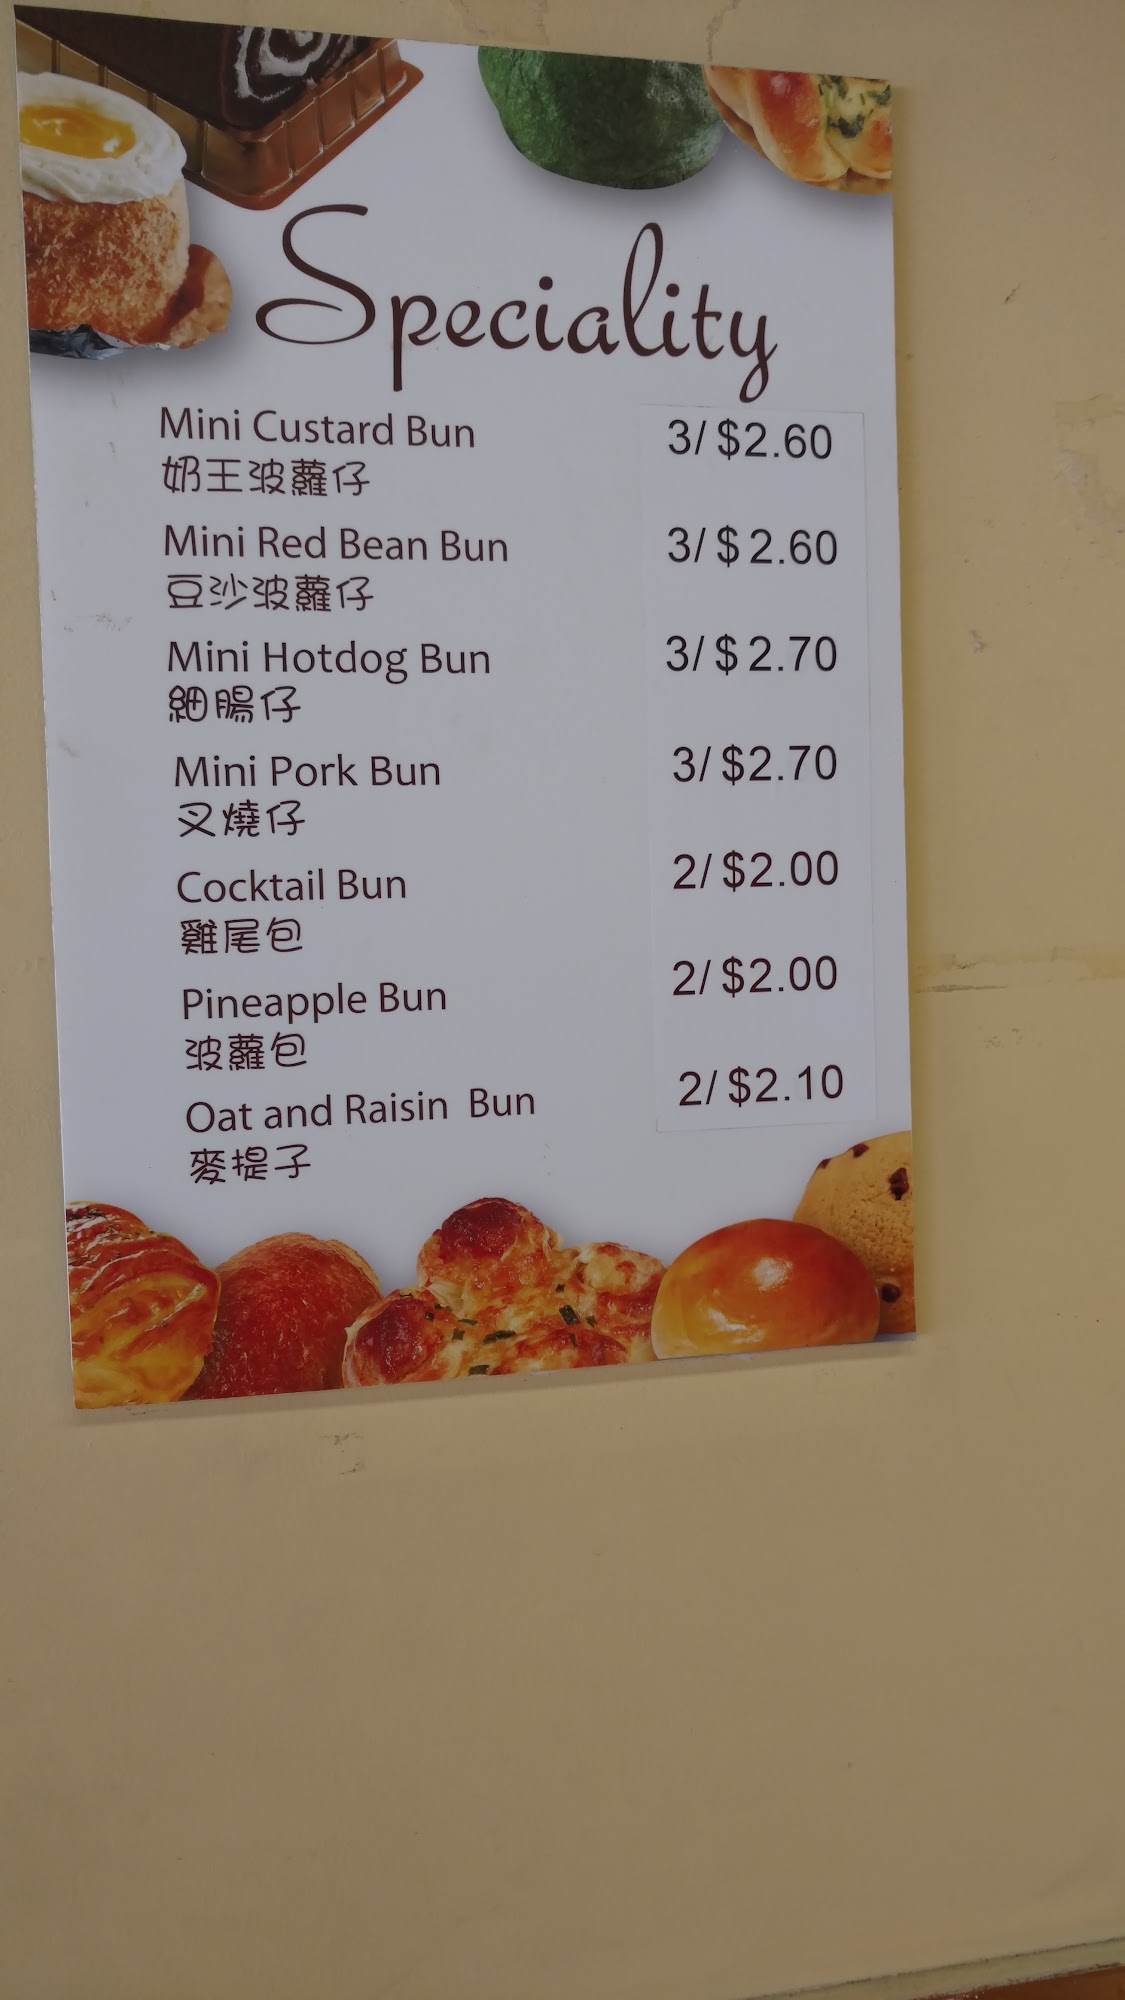 Speciality
Mini Custard Bun 3/ $2.60
奶王波蘿仔
Mini Red Bean Bun 3/ $ 2.60
豆沙波蘿仔
Mini Hotdog Bun 3/ $ 2.70
細腸仔
Mini Pork Bun 3/ $2.70
叉燒仔
Cocktail Bun 2/ $2.00
雞尾包
Pineapple Bun 2/ $2.00
波蘿包
Oat and Raisin Bun 2/ $2.10
麥提子